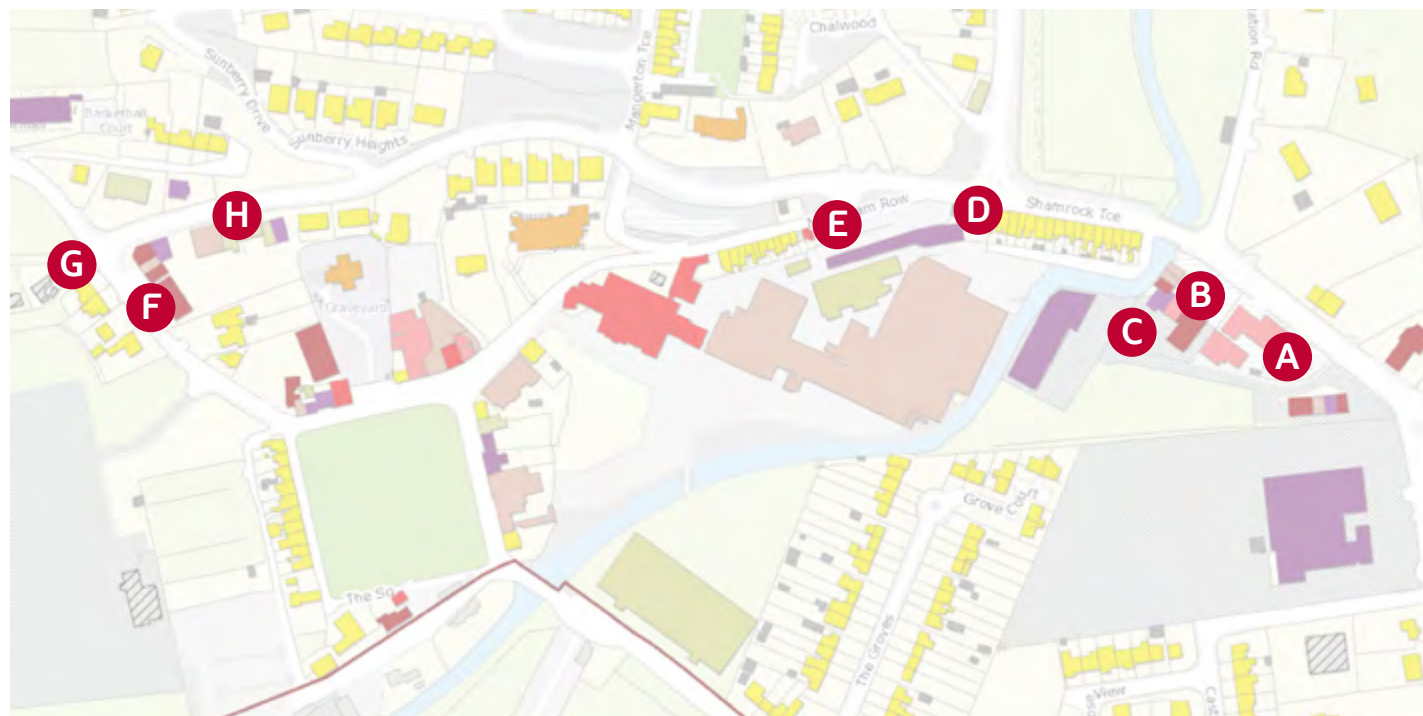 Chalwood
Mangerton Tce
Sunberry Drive
Basketball
Court
Sunberry Heights
H
E
Row
D
Shamrock Tce
G
F
B
C
A
Graveyard
Grove Court
The Sq
The Groves
View